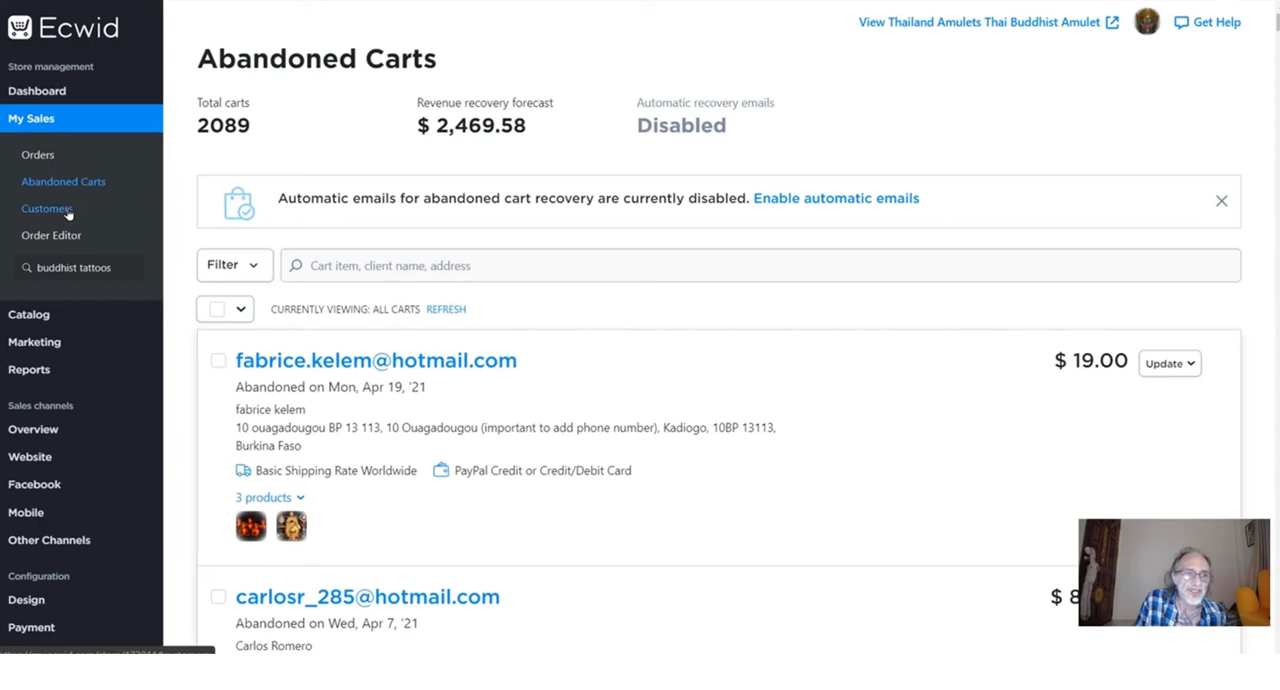 Ecwid
View Thailand Amulets Thai Buddhist Amulet
Get Help
Store management
Dashboard
My Sales
Orders
Abandoned Carts
Customers
Order Editor
buddhist tattoos
Catalog
Marketing
Reports
Sales channels
Overview
Website
Facebook
Mobile
Other Channels
Configuration
Design
Payment
Abandoned Carts
Total carts
2089
Revenue recovery forecast
$ 2,469.58
Automatic recovery emails
Disabled
Automatic emails for abandoned cart recovery are currently disabled. Enable automatic emails
Filter
Cart item, client name, address
CURRENTLY VIEWING: ALL CARTS REFRESH
fabrice.kelem@hotmail.com
$ 19.00
Update
Abandoned on Mon, Apr 19, '21
fabrice kelem
10 ouagadougou BP 13 113, 10 Ouagadougou (important to add phone number), Kadiogo, 10BP 13113,
Burkina Faso
Basic Shipping Rate Worldwide
PayPal Credit or Credit/Debit Card
3 products
carlosr_285@hotmail.com
$ 8
Abandoned on Wed, Apr 7, '21
Carlos Romero